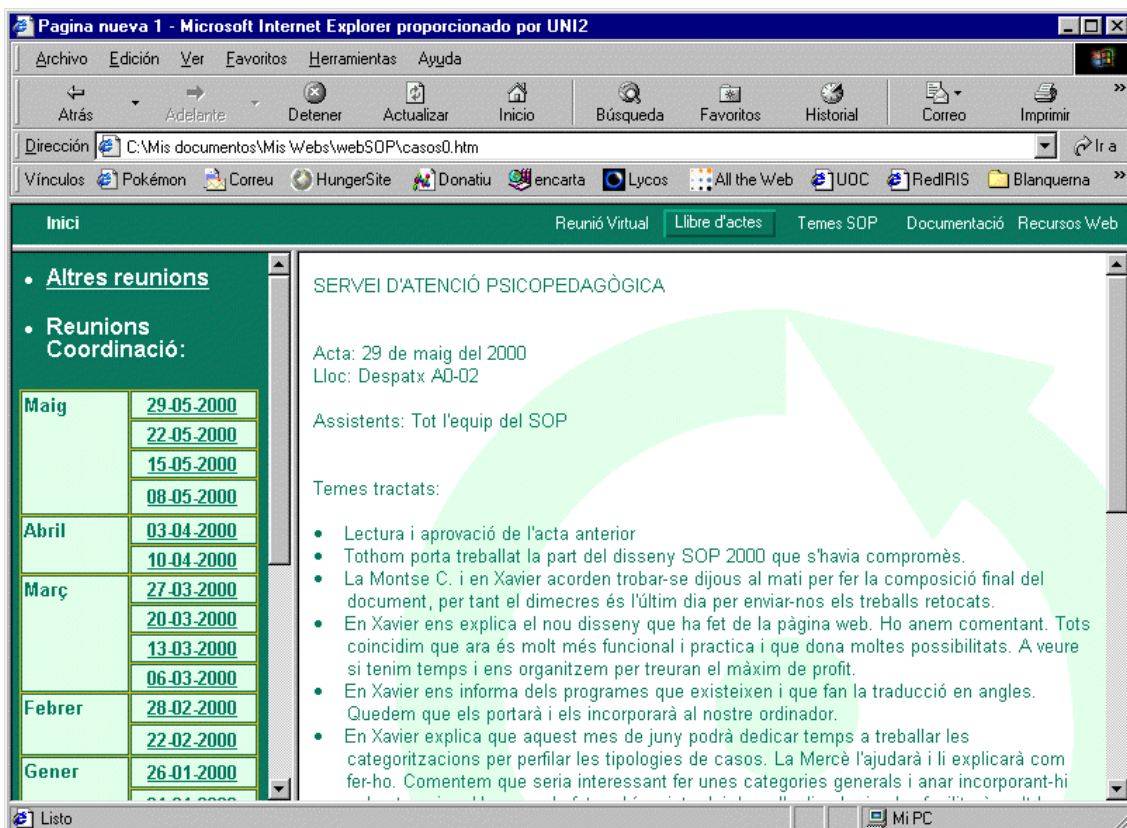 Pagina nueva 1 - Microsoft Internet Explorer proporcionado por UNI2
Archivo Edición Ver Favoritos Herramientas Ayuda
Atrás Adelante Detener Actualizar Inicio Búsqueda Favoritos Historial Correo Imprimir »
Dirección C:\Mis documentos\Mis Webs\webSOP\casos0.htm Ir a
Vínculos Pokémon Correu HungerSite Donatiu encarta Lycos All the Web UOC RedIRIS Blanquerna »
Inici Reunió Virtual Llibre d'actes Temes SOP Documentació Recursos Web
• Altres reunions
• Reunions
Coordinació:
Maig 29-05-2000
22-05-2000
15-05-2000
08-05-2000
Abril 03-04-2000
10-04-2000
Març 27-03-2000
20-03-2000
13-03-2000
06-03-2000
Febrer 28-02-2000
22-02-2000
Gener 26-01-2000
SERVEI D'ATENCIÓ PSICOPEDAGÒGICA
Acta: 29 de maig del 2000
Lloc: Despatx A0-02
Assistents: Tot l'equip del SOP
Temes tractats:
• Lectura i aprovació de l'acta anterior
• Tothom porta treballat la part del disseny SOP 2000 que s'havia compromès.
• La Montse C. i en Xavier acorden trobar-se dijous al mati per fer la composició final del
document, per tant el dimecres és l'últim dia per enviar-nos els treballs retocats.
• En Xavier ens explica el nou disseny que ha fet de la pàgina web. Ho anem comentant. Tots
coincidim que ara és molt més funcional i practica i que dona moltes possibilitats. A veure
si tenim temps i ens organitzem per treuran el màxim de profit.
• En Xavier ens informa dels programes que existeixen i que fan la traducció en angles.
Quedem que els portarà i els incorporarà al nostre ordinador.
• En Xavier explica que aquest mes de juny podrà dedicar temps a treballar les
categoritzacions per perfilar les tipologies de casos. La Mercè l'ajudarà i li explicarà com
fer-ho. Comentem que seria interessant fer unes categories generals i anar incorporant-hi
Listo Mi PC